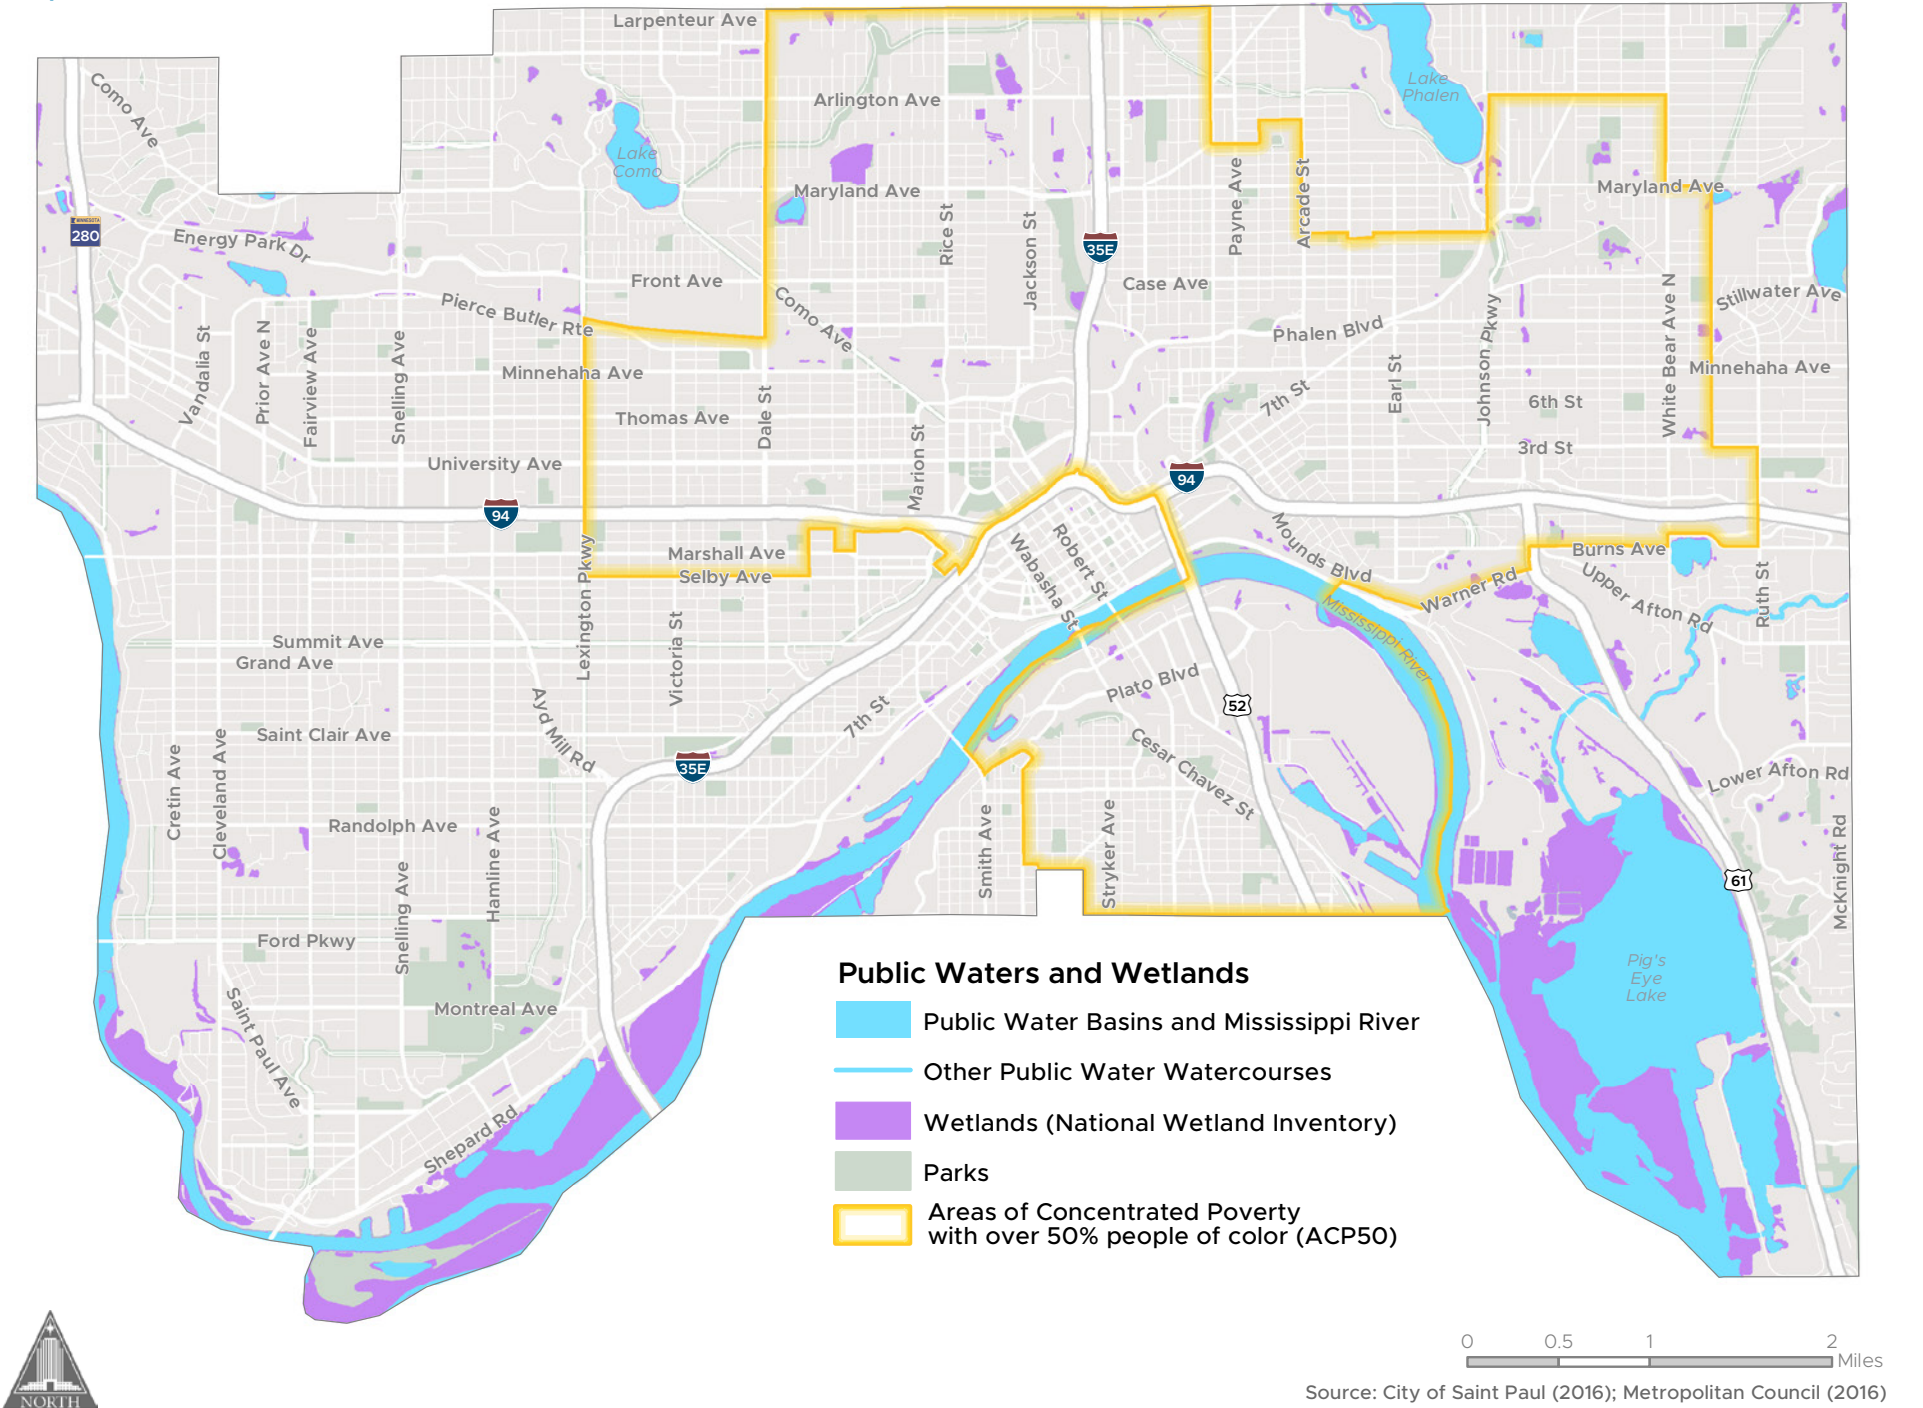 Larpenteur Ave
Como Ave
Lake
Phalen
Arlington Ave
Lake
Como
Maryland Ave
Maryland Ave
Payne Ave
Arcade St
Rice St
Jackson St
MINNESOTA
280
Energy Park Dr
35E
Front Ave
Case Ave
Pierce Butler Rte
Como Ave
Stillwater Ave
Phalen Blvd
Johnson Pkwy
White Bear Ave N
Vandalia St
Prior Ave N
Fairview Ave
Snelling Ave
Minnehaha Ave
Minnehaha Ave
Earl St
7th St
6th St
Thomas Ave
Dale St
Marion St
3rd St
University Ave
94
94
Marshall Ave
Selby Ave
Robert St
Wabasha St
Mounds Blvd
Burns Ave
Warner Rd
Upper Afton Rd
Ruth St
Mississippi River
Lexington Pkwy
Victoria St
Summit Ave
Grand Ave
Plato Blvd
52
Ayd Mill Rd
7th St
Saint Clair Ave
Cesar Chavez St
35E
Lower Afton Rd
Cretin Ave
Cleveland Ave
Randolph Ave
Hamline Ave
Smith Ave
Stryker Ave
McKnight Rd
61
Snelling Ave
Ford Pkwy
Pig's
Eye
Lake
Saint Paul Ave
Montreal Ave
Shepard Rd
Public Waters and Wetlands
Public Water Basins and Mississippi River
Other Public Water Watercourses
Wetlands (National Wetland Inventory)
Parks
Areas of Concentrated Poverty
with over 50% people of color (ACP50)
0 0.5 1 2
Miles
Source: City of Saint Paul (2016); Metropolitan Council (2016)
NORTH